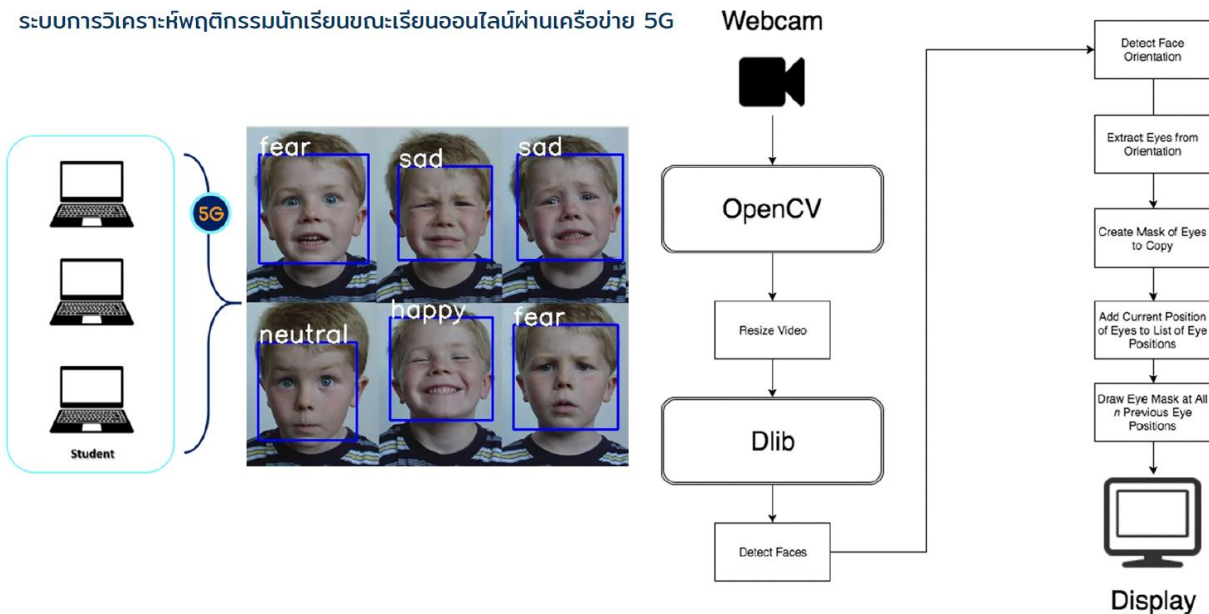 ระบบการวิเคราะห์พฤติกรรมนักเรียนขณะเรียนออนไลน์ผ่านเครือข่าย 5G
5G
Student
fear
sad
sad
neutral
happy
fear
Webcam
OpenCV
Resize Video
Dlib
Detect Faces
Detect Face
Orientation
Extract Eyes from
Orientation
Create Mask of Eyes
to Copy
Add Current Position
of Eyes to List of Eye
Positions
Draw Eye Mask at All
n Previous Eye
Positions
Display